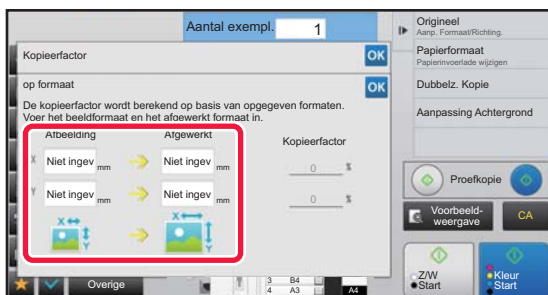 Aantal exempl. 1
Kopieerfactor OK
op formaat OK
De kopieerfactor wordt berekend op basis van opgegeven formaten.
Voer het beeldformaat en het afgewerkt formaat in.
Afbeelding Afgewerkt Kopieerfactor
X Niet ingev mm Niet ingev mm 0 %
Y Niet ingev mm Niet ingev mm 0 %
X X
Y Y
Overige
3 B4
4 A3 A4
Origineel
Aanp. Formaat/Richting.
Papierformaat
Papierinvoerlade wijzigen
Dubbelz. Kopie
Aanpassing Achtergrond
Proefkopie
Voorbeeld-
weergave CA
Z/W
Start
Kleur
Start